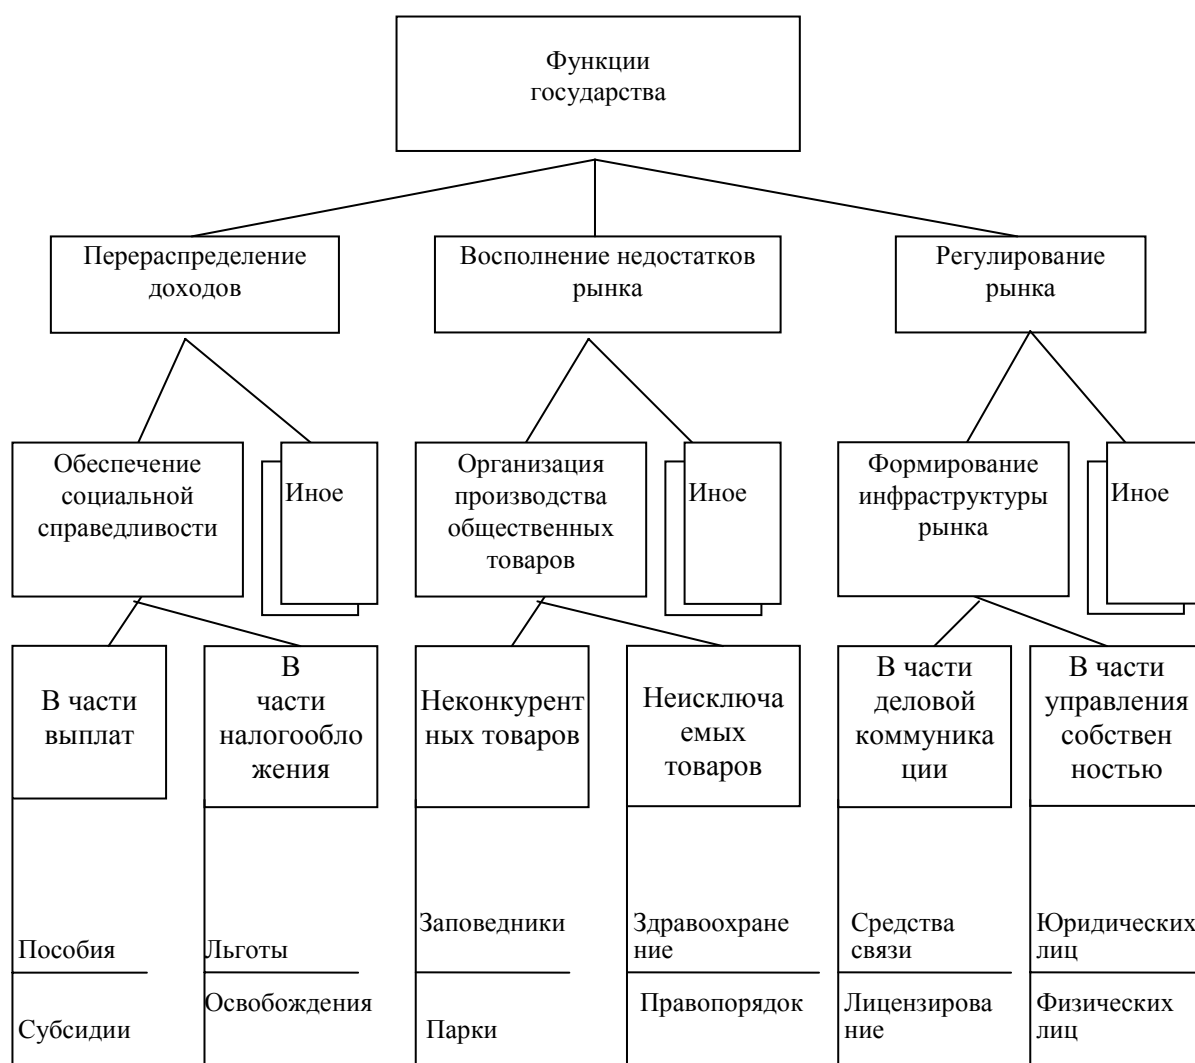 Функции
государства
Перераспределение
доходов
Восполнение недостатков
рынка
Регулирование
рынка
Обеспечение
социальной
справедливости
Иное
Организация
производства
общественных
товаров
Иное
Формирование
инфраструктуры
рынка
Иное
В части
выплат
В
части
налогообло
жения
Неконкурент
ных товаров
Неисключа
емых
товаров
В части
деловой
коммуника
ции
В части
управления
собствен
ностью
Пособия
Субсидии
Льготы
Освобождения
Заповедники
Парки
Здравоохране
ние
Правопорядок
Средства
связи
Лицензирова
ние
Юридических
лиц
Физических
лиц